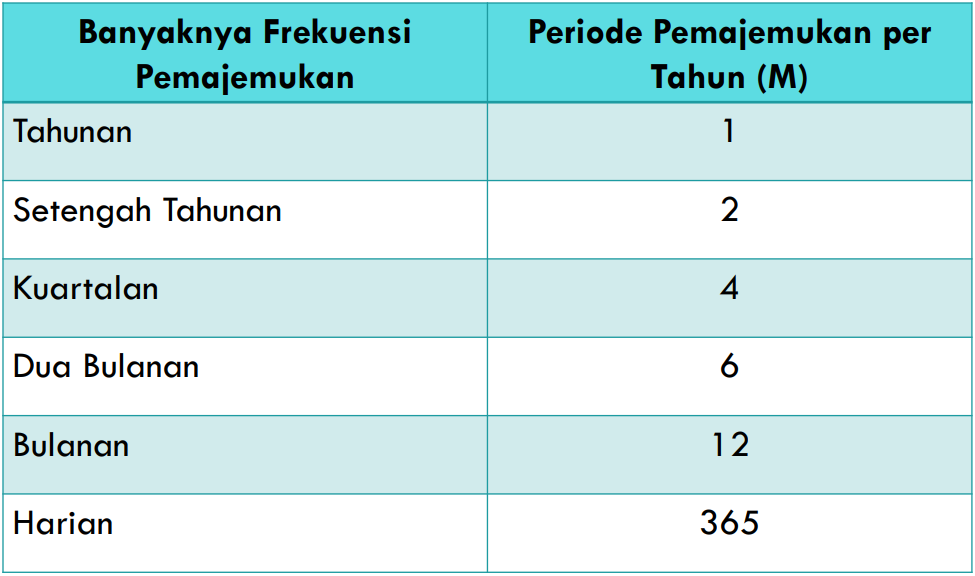 Banyaknya Frekuensi
Pemajemukan
Periode Pemajemukan per
Tahun (M)
Tahunan
1
Setengah Tahunan
2
Kuartalan
4
Dua Bulanan
6
Bulanan
12
Harian
365